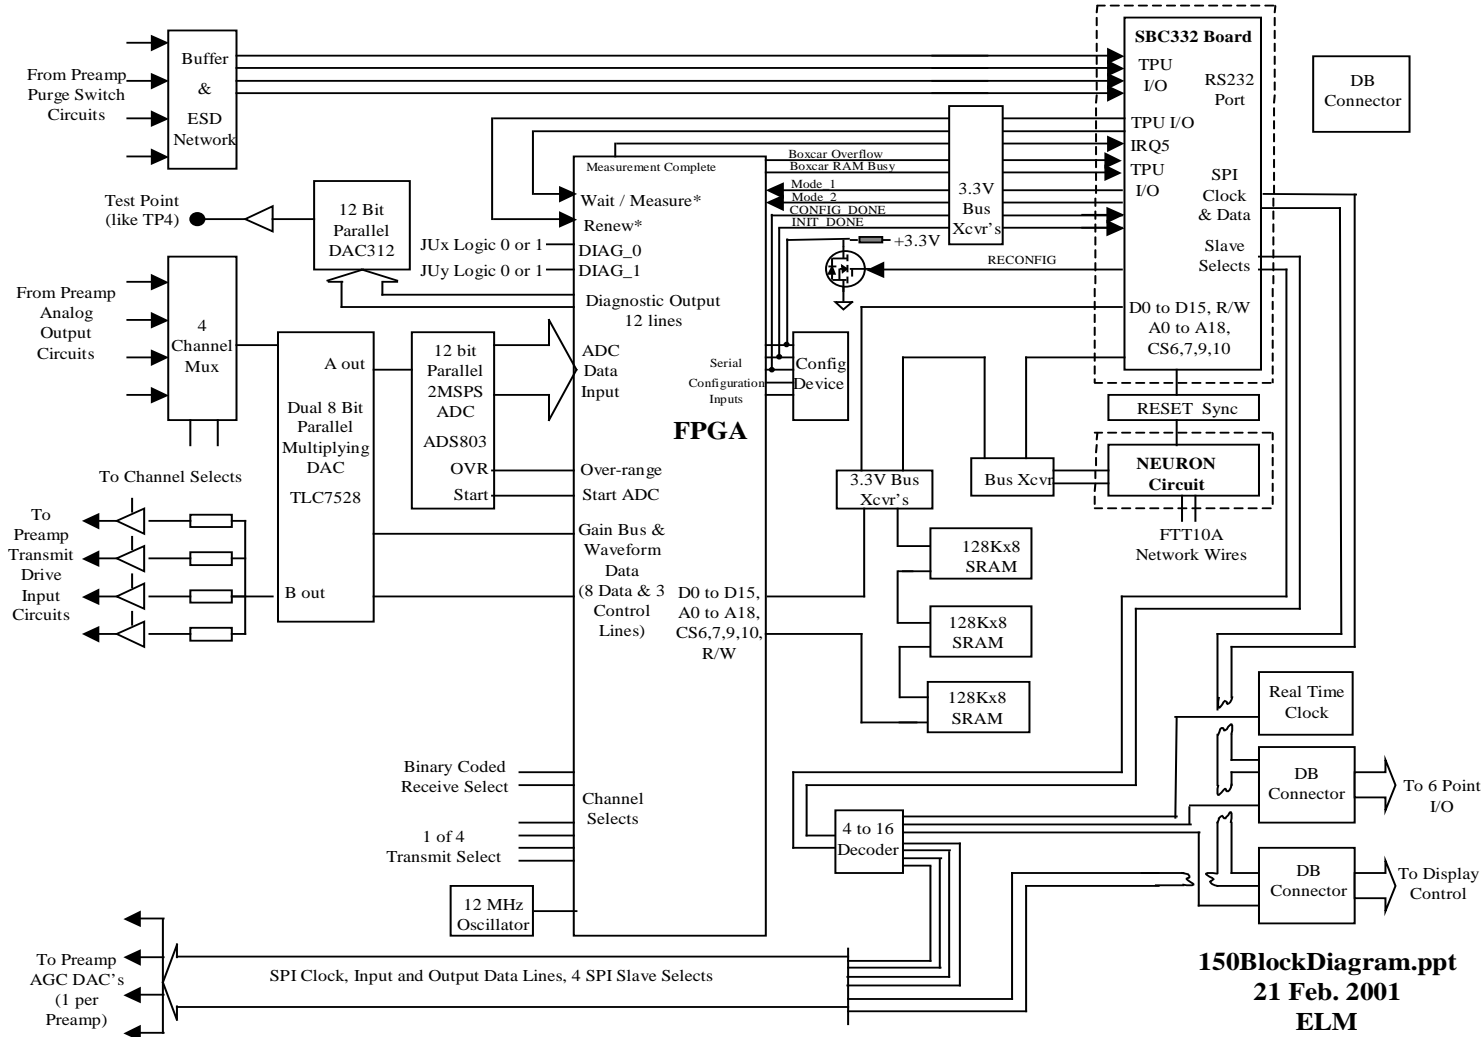 SBC332 Board
TPU
I/O
RS232
Port
TPU I/O
IRQ5
TPU
I/O
SPI
Clock
& Data
Slave
Selects
D0 to D15, R/W
A0 to A18,
CS6,7,9,10
DB
Connector
From Preamp
Purge Switch
Circuits
Buffer
&
ESD
Network
Test Point
(like TP4)
12 Bit
Parallel
DAC312
Measurement Complete
Wait / Measure*
Renew*
JUx Logic 0 or 1
DIAG_0
JUy Logic 0 or 1
DIAG_1
Diagnostic Output
12 lines
Boxcar Overflow
Boxcar RAM Busy
Mode_1
Mode_2
CONFIG_DONE
INIT_DONE
3.3V
Bus
Xcvr's
+3.3V
RECONFIG
From Preamp
Analog
Output
Circuits
4
Channel
Mux
To Channel Selects
A out
Dual 8 Bit
Parallel
Multiplying
DAC
TLC7528
B out
12 bit
Parallel
2MSPS
ADC
ADS803
OVR
Start
ADC
Data
Input
Serial
Configuration
Inputs
Config
Device
FPGA
Over-range
Start ADC
Gain Bus &
Waveform
Data
(8 Data & 3
Control
Lines)
D0 to D15,
A0 to A18,
CS6,7,9,10,
R/W
RESET Sync
NEURON
Circuit
FTT10A
Network Wires
3.3V Bus
Xcvr's
Bus Xcvr
128Kx8
SRAM
128Kx8
SRAM
128Kx8
SRAM
To
Preamp
Transmit
Drive
Input
Circuits
Real Time
Clock
DB
Connector
To 6 Point
I/O
DB
Connector
To Display
Control
Binary Coded
Receive Select
Channel
Selects
1 of 4
Transmit Select
4 to 16
Decoder
12 MHz
Oscillator
To Preamp
AGC DAC's
(1 per
Preamp)
SPI Clock, Input and Output Data Lines, 4 SPI Slave Selects
150BlockDiagram.ppt
21 Feb. 2001
ELM